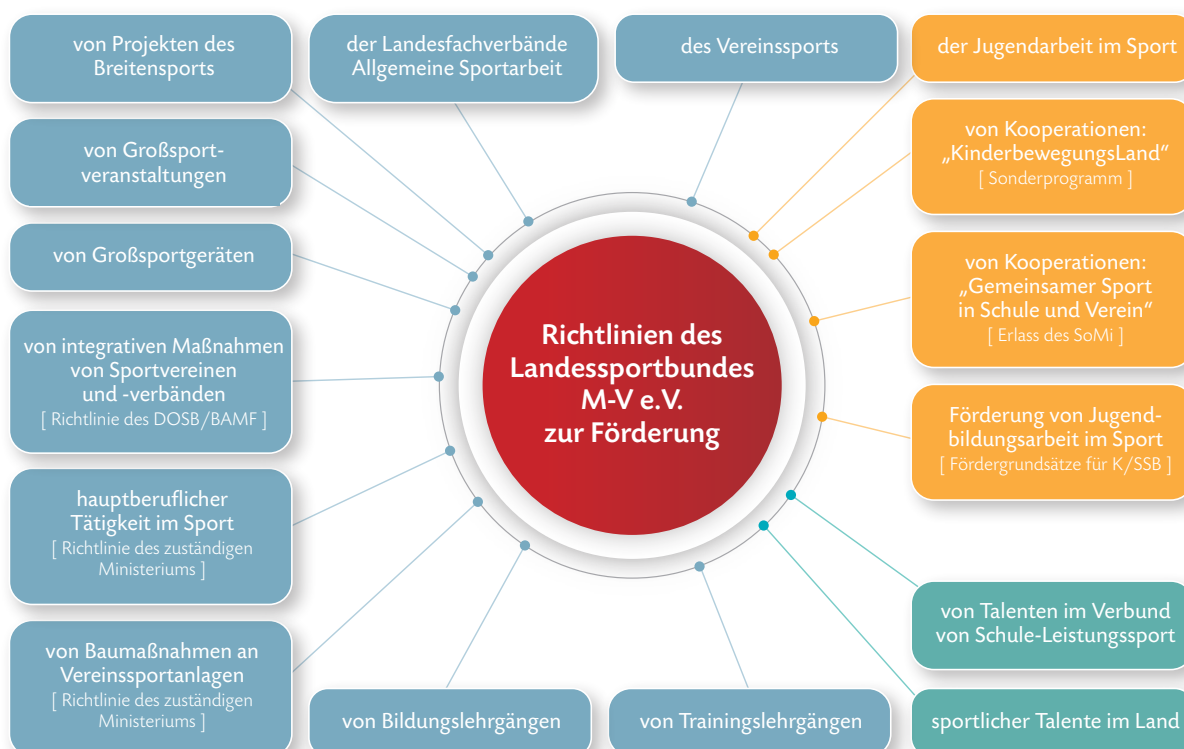 von Projekten des
Breitensports
der Landesfachverbände
Allgemeine Sportarbeit
des Vereinssports
der Jugendarbeit im Sport
von Großsport-
veranstaltungen
von Kooperationen:
„KinderbewegungsLand“
[ Sonderprogramm ]
von Großsportgeräten
von Kooperationen:
„Gemeinsamer Sport
in Schule und Verein“
[ Erlass des SoMi ]
von integrativen Maßnahmen
von Sportvereinen
und -verbänden
[ Richtlinie des DOSB/BAMF ]
Richtlinien des
Landessportbundes
M-V e.V.
zur Förderung
Förderung von Jugend-
bildungsarbeit im Sport
[ Fördergrundsätze für K/SSB ]
hauptberuflicher
Tätigkeit im Sport
[ Richtlinie des zuständigen
Ministeriums ]
von Talenten im Verbund
von Schule-Leistungssport
von Baumaßnahmen an
Vereinssportanlagen
[ Richtlinie des zuständigen
Ministeriums ]
von Bildungslehrgängen
von Trainingslehrgängen
sportlicher Talente im Land